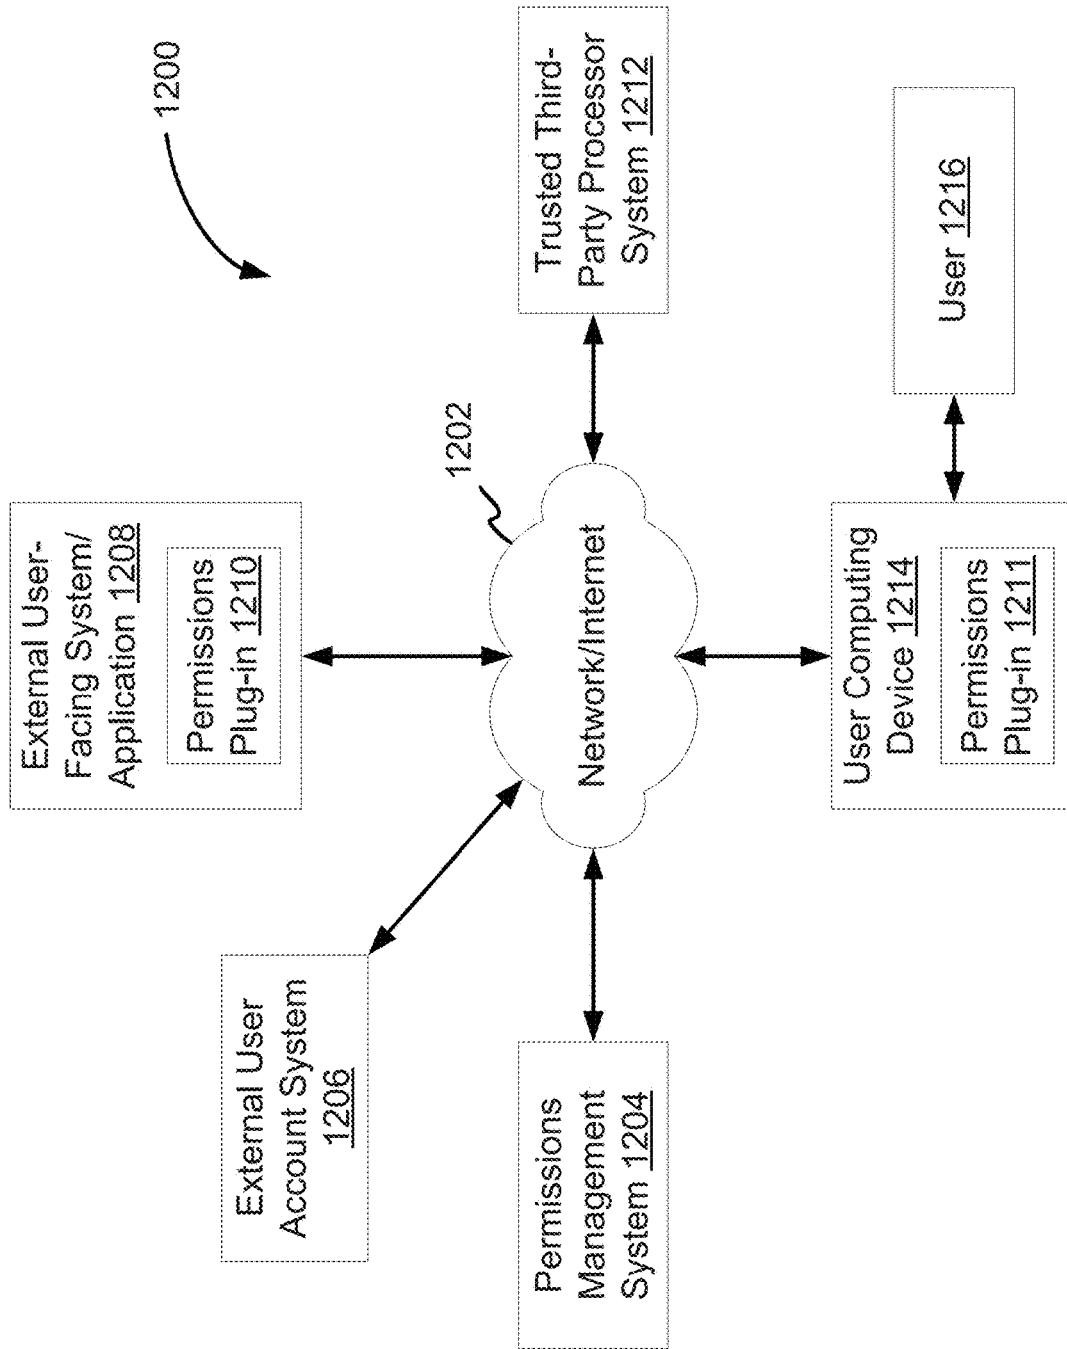 1200
External User-
Facing System/
Application 1208
Permissions
Plug-in 1210
External User
Account System
1206
1202
Network/Internet
Permissions
Management
System 1204
Trusted Third-
Party Processor
System 1212
User Computing
Device 1214
Permissions
Plug-in 1211
User 1216